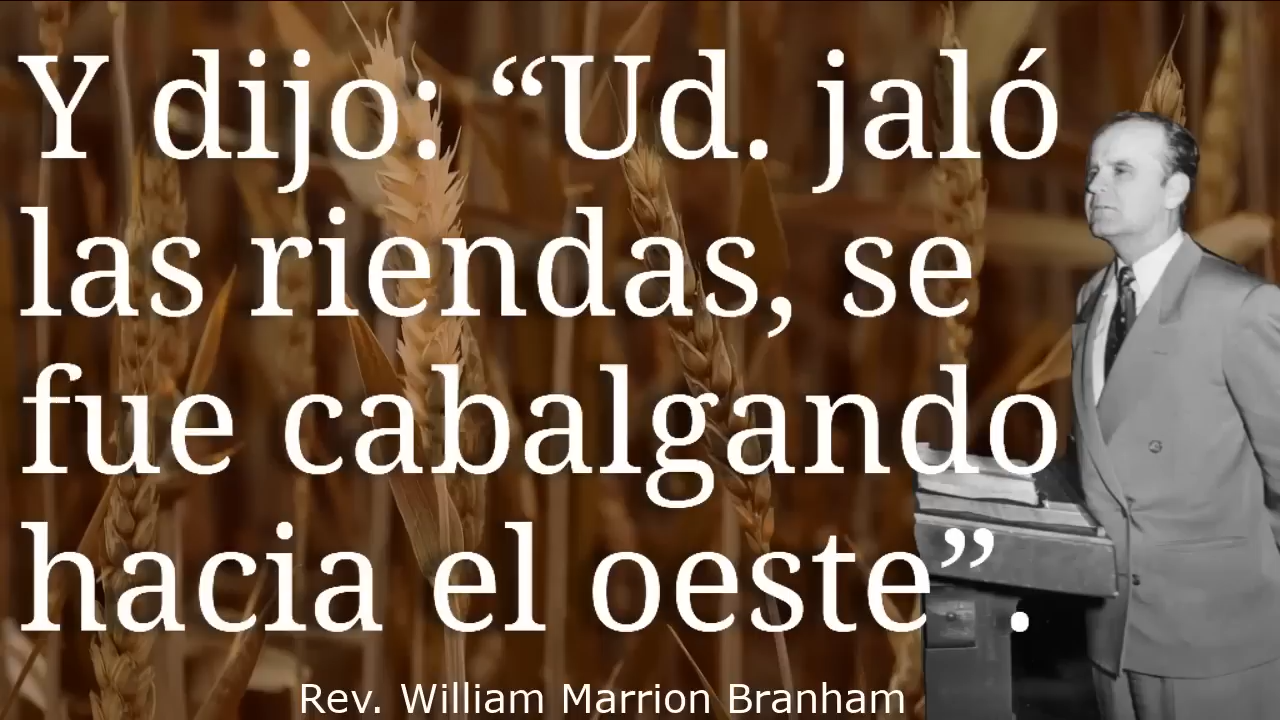 Y dijo: “Ud. jaló
las riendas, se
fue cabalgando
hacia el oeste”.
Rev. William Marrion Branham